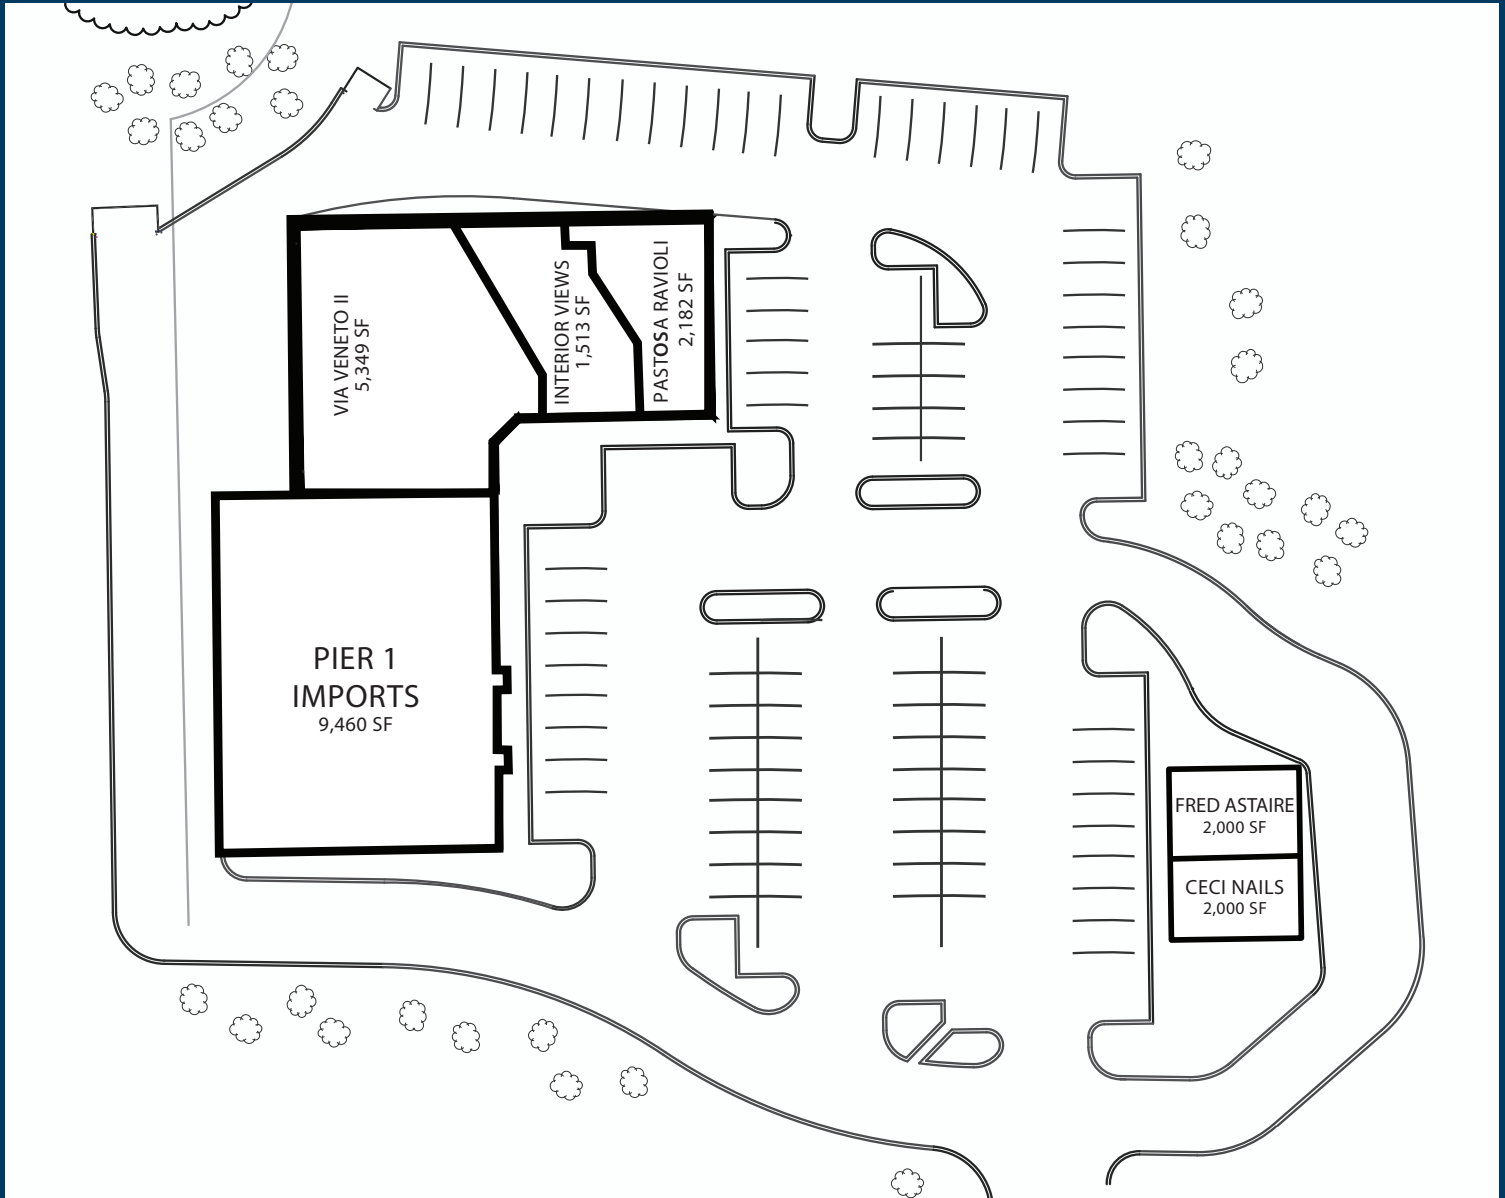 VIA VENETO II
5,349 SF
INTERIOR VIEWS
1,513 SF
PASTOSA RAVIOLI
2,182 SF
PIER 1
IMPORTS
9,460 SF
FRED ASTAIRE
2,000 SF
CECI NAILS
2,000 SF